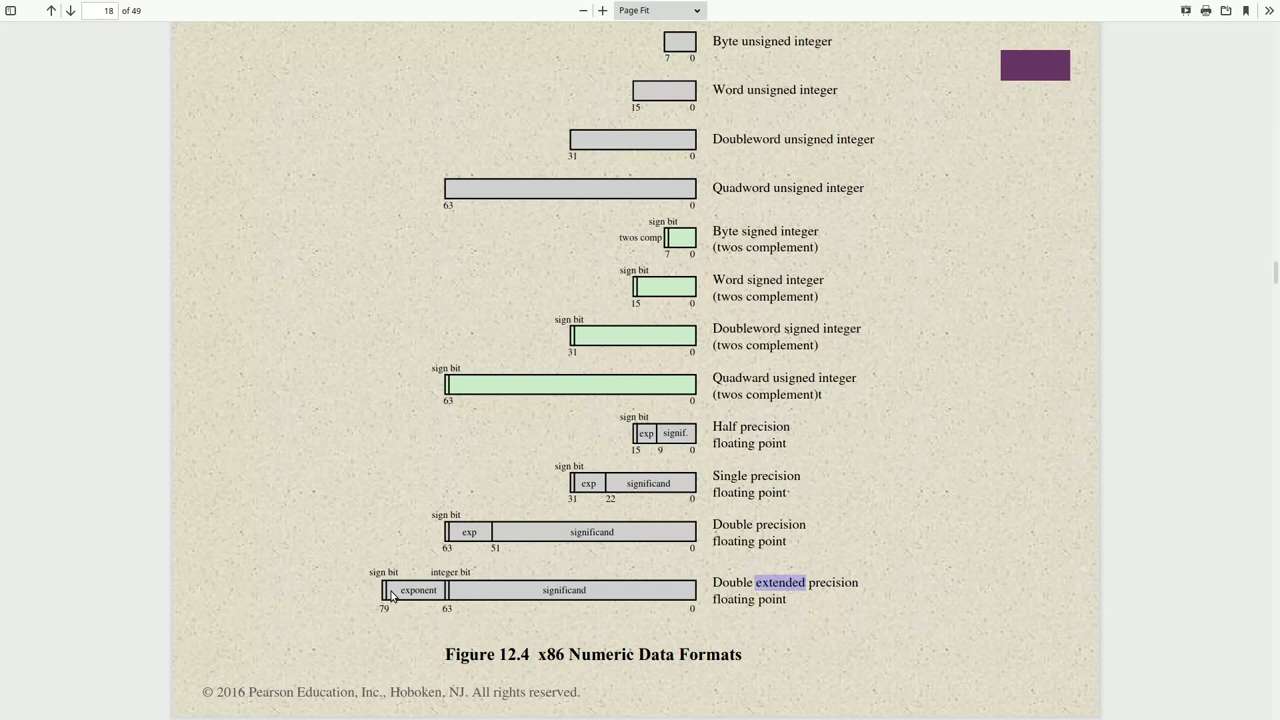 18 of 49 Page Fit
Byte unsigned integer
7 0
Word unsigned integer
15 0
Doubleword unsigned integer
31 0
Quadword unsigned integer
63 0
sign bit
twos comp
Byte signed integer
(twos complement)
7 0
sign bit
Word signed integer
(twos complement)
15 0
sign bit
Doubleword signed integer
(twos complement)
31 0
sign bit
Quadward usigned integer
(twos complement)t
63 0
sign bit
exp signif.
Half precision
floating point
15 9 0
sign bit
exp significand
Single precision
floating point
31 22 0
sign bit
exp significand
Double precision
floating point
63 51 0
sign bit integer bit
exponent significand
Double extended precision
floating point
79 63 0
Figure 12.4 x86 Numeric Data Formats
© 2016 Pearson Education, Inc., Hoboken, NJ. All rights reserved.